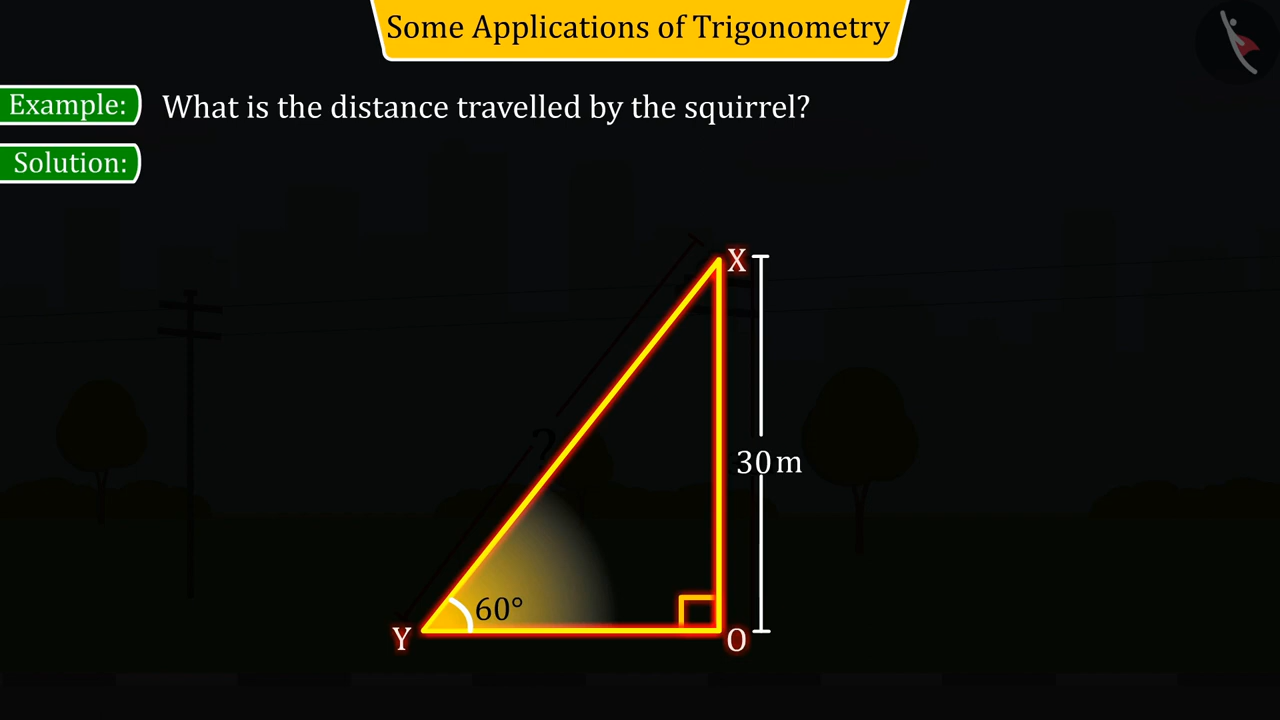 Some Applications of Trigonometry
Example: What is the distance travelled by the squirrel?
Solution:
X
?
30 m
60°
Y
O